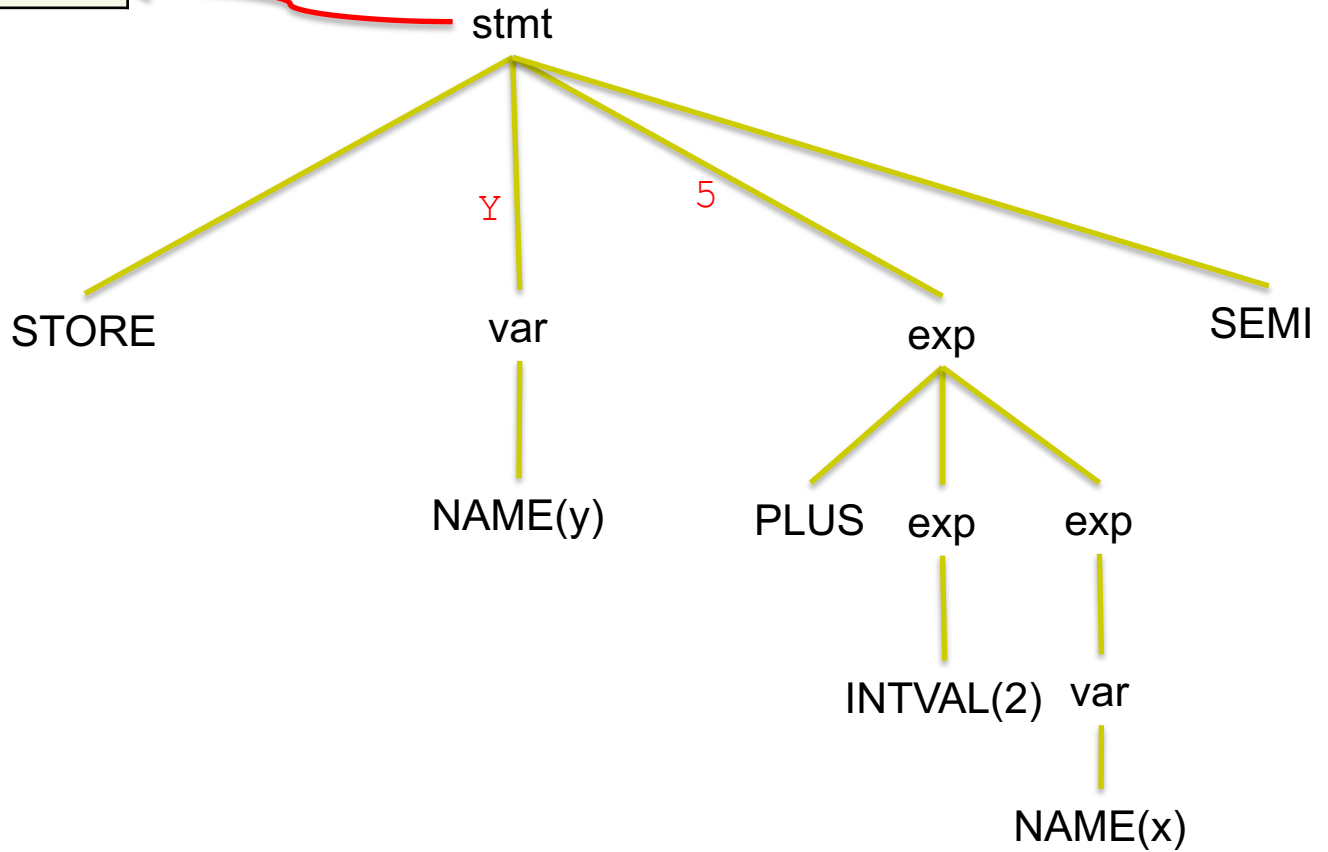 stmt
Y
5
STORE
var
exp
SEMI
NAME(y)
PLUS
exp
exp
INTVAL(2)
var
NAME(x)